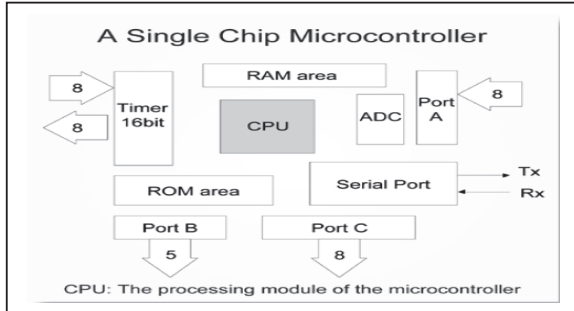 A Single Chip Microcontroller
8
8
Timer
16bit
RAM area
CPU
ADC
Port
A
8
ROM area
Serial Port
Tx
Rx
Port B
Port C
5
8
CPU: The processing module of the microcontroller